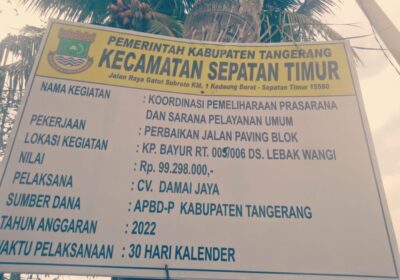 PEMERINTAH KABUPATEN TANGERANG
KECAMATAN SEPATAN TIMUR
Jalan Raya Gatot Subroto KM, 1 Kedaung Barat - Sepatan Timur 15580
NAMA KEGIATAN : KOORDINASI PEMELIHARAAN PRASARANA
DAN SARANA PELAYANAN UMUM
PEKERJAAN : PERBAIKAN JALAN PAVING BLOK
LOKASI KEGIATAN : KP. BAYUR RT. 005/006 DS. LEBAK WANGI
NILAI : Rp. 99.298.000,-
PELAKSANA : CV. DAMAI JAYA
SUMBER DANA : APBD-P KABUPATEN TANGERANG
TAHUN ANGGARAN : 2022
WAKTU PELAKSANAAN : 30 HARI KALENDER